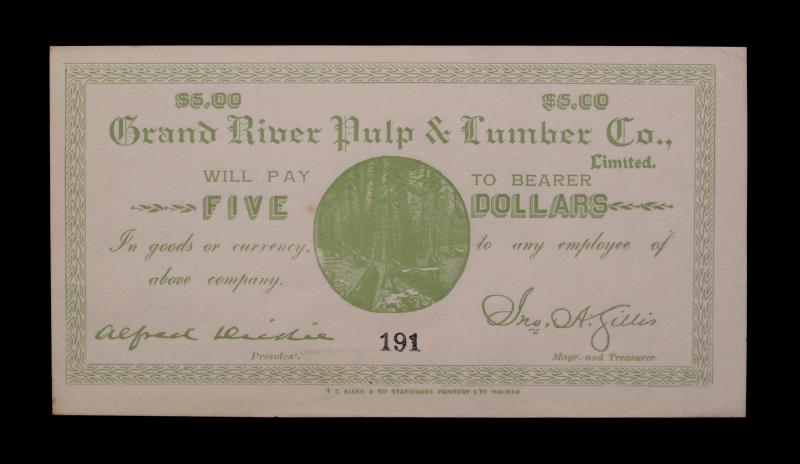 $5.00 $5.00
Grand River Pulp & Lumber Co.,
Limited.
WILL PAY TO BEARER
FIVE DOLLARS
In goods or currency, to any employee of
above company.
Alfred Dickie Jno. A. Gillis
President. 191 Magr. and Treasurer.
T. C. ALLEN & CO STATIONERS PRINTERS ETC HALIFAX